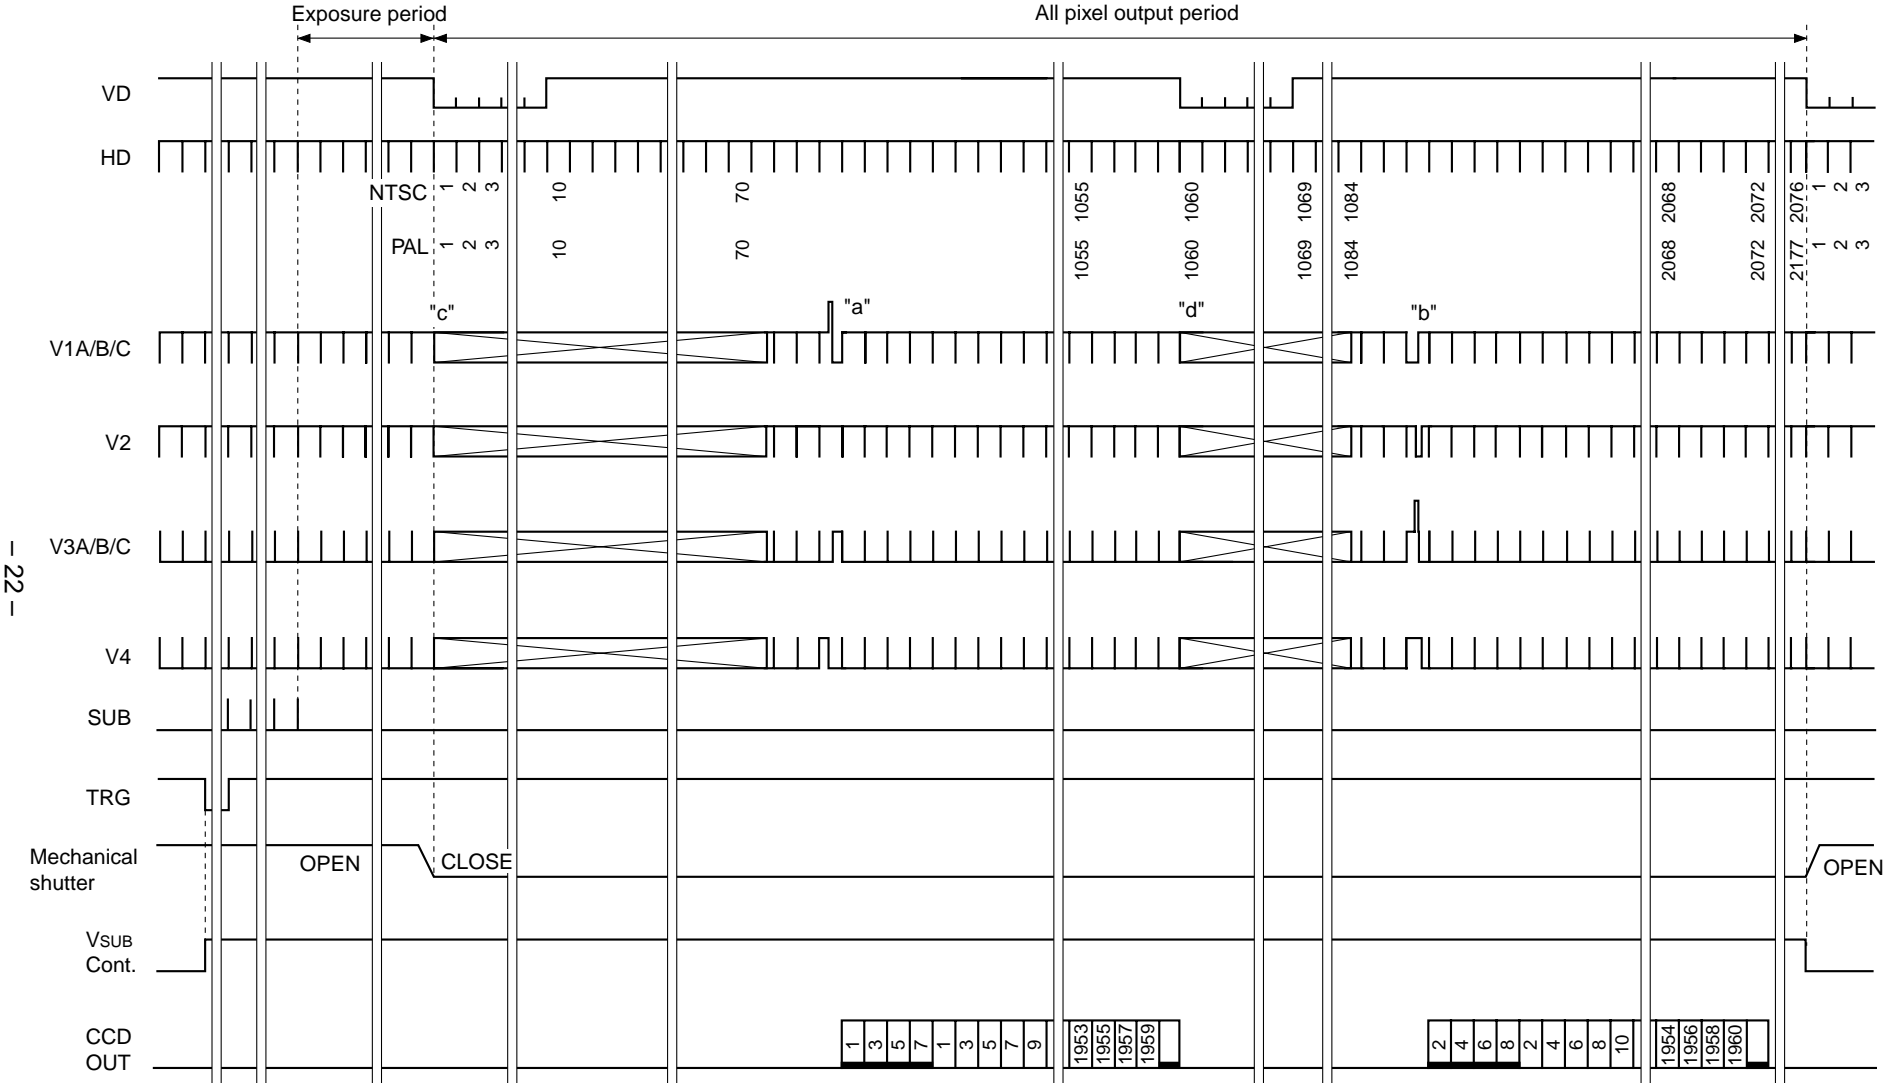 Exposure period
All pixel output period
VD
HD
NTSC 1 2 3 10 70 1055 1060 1069 1084 2068 2072 2076 1 2 3
PAL 1 2 3 10 70 1055 1060 1069 1084 2068 2072 2177 1 2 3
"c" "a" "d" "b"
V1A/B/C
V2
V3A/B/C
– 22 –
V4
SUB
TRG
Mechanical
shutter
OPEN CLOSE OPEN
VSUB
Cont.
CCD
OUT
1 3 5 7 1 3 5 7 9 1953 1955 1957 1959 2 4 6 8 2 4 6 8 10 1954 1956 1958 1960